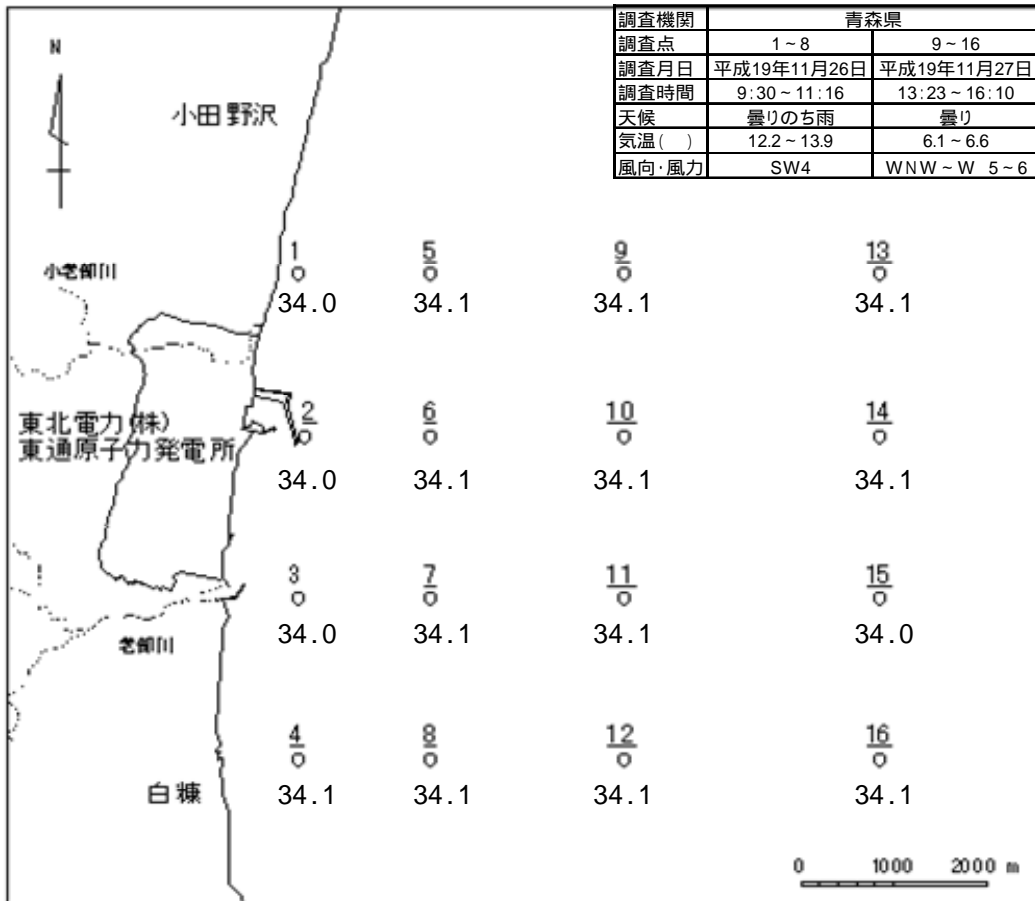 調査機関 青森県
調査点 1~8 9~16
調査月日 平成19年11月26日 平成19年11月27日
調査時間 9:30~11:16 13:23~16:10
天候 曇りのち雨 曇り
気温( ) 12.2~13.9 6.1~6.6
風向・風力 SW4 WNW~W 5~6
N
小田野沢
小老部川
1 5 9 13
34.0 34.1 34.1 34.1
東北電力(株)
東通原子力発電所
2 6 10 14
34.0 34.1 34.1 34.1
3 7 11 15
34.0 34.1 34.1 34.0
老部川
4 8 12 16
白糠
34.1 34.1 34.1 34.1
0 1000 2000 m